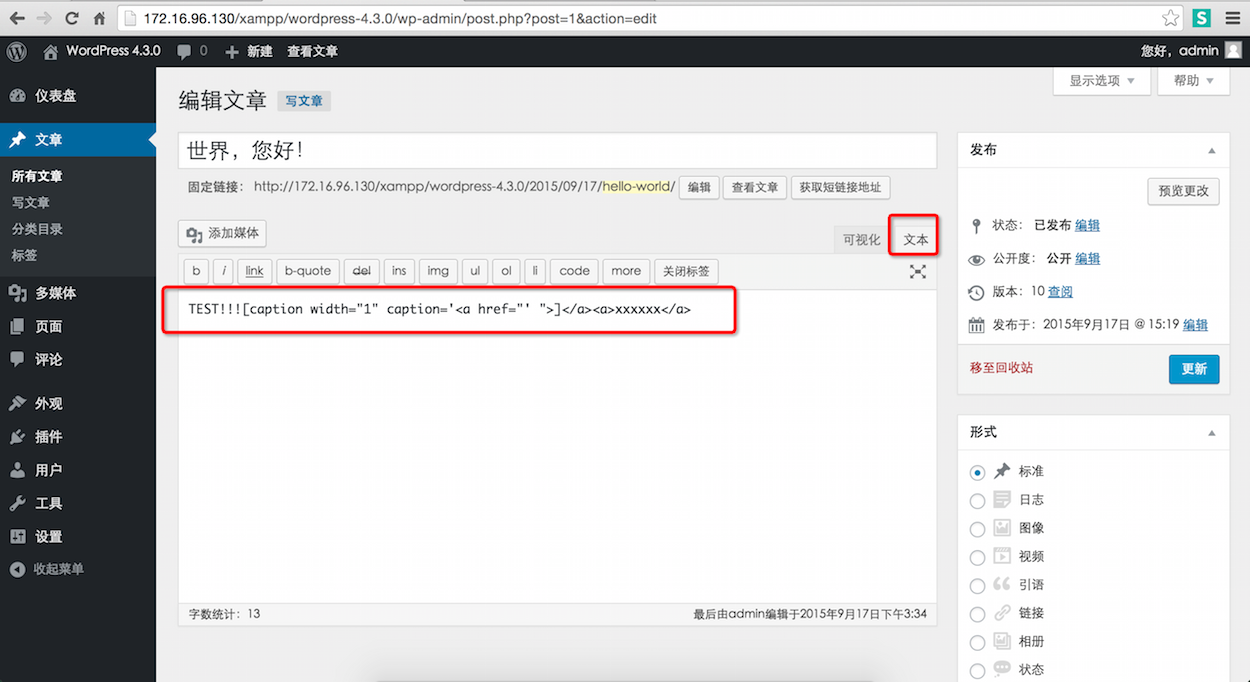 172.16.96.130/xampp/wordpress-4.3.0/wp-admin/post.php?post=1&action=edit
S
WordPress 4.3.0 0 + 新建 查看文章 您好，admin
显示选项 帮助
仪表盘
文章
所有文章
写文章
分类目录
标签
多媒体
页面
评论
外观
插件
用户
工具
设置
收起菜单
编辑文章 写文章
世界，您好！
固定链接： http://172.16.96.130/xampp/wordpress-4.3.0/2015/09/17/hello-world/ 编辑 查看文章 获取短链接地址
添加媒体 可视化 文本
b i link b-quote del ins img ul ol li code more 关闭标签
TEST!!![caption width="1" caption='<a href="' ">]</a><a>xxxxxx</a>
字数统计：13 最后由admin编辑于2015年9月17日下午3:34
发布
预览更改
状态： 已发布 编辑
公开度： 公开 编辑
版本： 10 查阅
发布于：2015年9月17日 @ 15:19 编辑
移至回收站 更新
形式
标准
日志
图像
视频
引语
链接
相册
状态